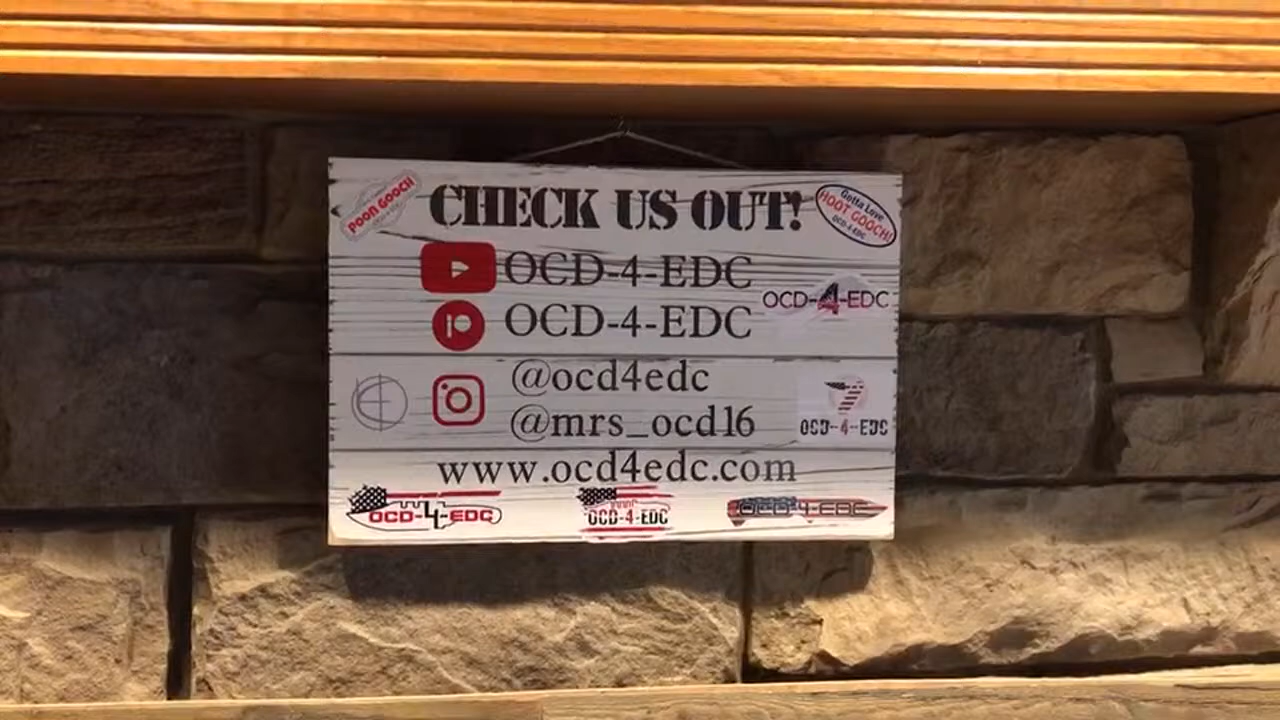 POON GOOCH
CHECK US OUT!
Gotta Love
HOOT GOOCH!
OCD-4-EDC
OCD-4-EDC
OCD-4-EDC
OCD-4-EDC
@ocd4edc
@mrs_ocd16
OCD-4-EDC
www.ocd4edc.com
OCD-4-EDC
OCD-4-EDC
OCD-4-EDC